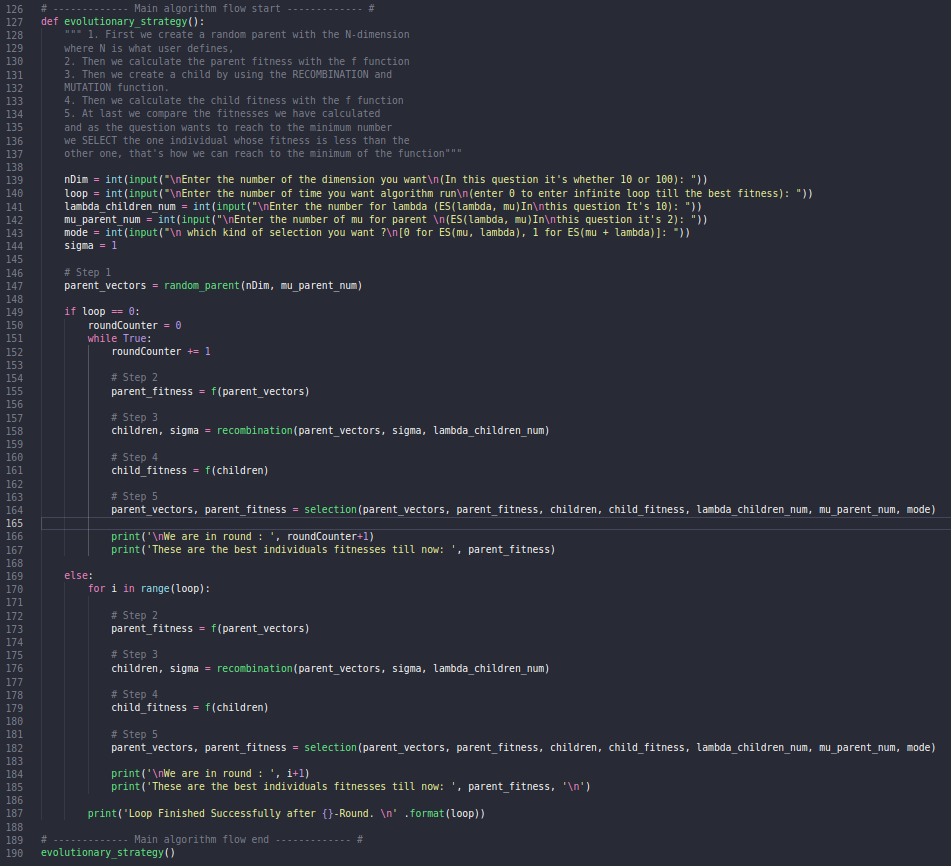 126 # ------------- Main algorithm flow start ------------- #
127 def evolutionary_strategy():
128     """ 1. First we create a random parent with the N-dimension
129     where N is what user defines,
130     2. Then we calculate the parent fitness with the f function
131     3. Then we create a child by using the RECOMBINATION and
132     MUTATION function.
133     4. Then we calculate the child fitness with the f function
134     5. At last we compare the fitnesses we have calculated
135     and as the question wants to reach to the minimum number
136     we SELECT the one individual whose fitness is less than the
137     other one, that's how we can reach to the minimum of the function"""
138
139     nDim = int(input("\nEnter the number of the dimension you want\n(In this question it's whether 10 or 100): "))
140     loop = int(input("\nEnter the number of time you want algorithm run\n(enter 0 to enter infinite loop till the best fitness): "))
141     lambda_children_num = int(input("\nEnter the number for lambda (ES(lambda, mu)In\nthis question It's 10): "))
142     mu_parent_num = int(input("\nEnter the number of mu for parent \n(ES(lambda, mu)In\nthis question it's 2): "))
143     mode = int(input("\n which kind of selection you want ?\n[0 for ES(mu, lambda), 1 for ES(mu + lambda)]: "))
144     sigma = 1
145
146     # Step 1
147     parent_vectors = random_parent(nDim, mu_parent_num)
148
149     if loop == 0:
150         roundCounter = 0
151         while True:
152             roundCounter += 1
153
154             # Step 2
155             parent_fitness = f(parent_vectors)
156
157             # Step 3
158             children, sigma = recombination(parent_vectors, sigma, lambda_children_num)
159
160             # Step 4
161             child_fitness = f(children)
162
163             # Step 5
164             parent_vectors, parent_fitness = selection(parent_vectors, parent_fitness, children, child_fitness, lambda_children_num, mu_parent_num, mode)
165
166             print('\nWe are in round : ', roundCounter+1)
167             print('These are the best individuals fitnesses till now: ', parent_fitness)
168
169     else:
170         for i in range(loop):
171
172             # Step 2
173             parent_fitness = f(parent_vectors)
174
175             # Step 3
176             children, sigma = recombination(parent_vectors, sigma, lambda_children_num)
177
178             # Step 4
179             child_fitness = f(children)
180
181             # Step 5
182             parent_vectors, parent_fitness = selection(parent_vectors, parent_fitness, children, child_fitness, lambda_children_num, mu_parent_num, mode)
183
184             print('\nWe are in round : ', i+1)
185             print('These are the best individuals fitnesses till now: ', parent_fitness, '\n')
186
187         print('Loop Finished Successfully after {}-Round. \n' .format(loop))
188
189 # ------------- Main algorithm flow end ------------- #
190 evolutionary_strategy()